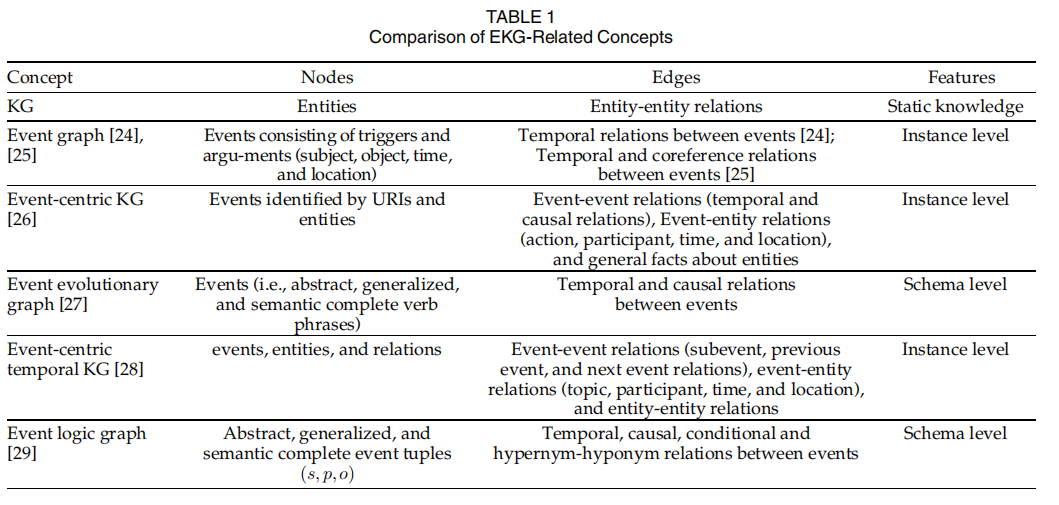 TABLE 1
Comparison of EKG-Related Concepts
Concept Nodes Edges Features
KG Entities Entity-entity relations Static knowledge
Event graph [24], Events consisting of triggers and Temporal relations between events [24]; Instance level
[25] argu-ments (subject, object, time, Temporal and coreference relations
and location) between events [25]
Event-centric KG Events identified by URIs and Event-event relations (temporal and Instance level
[26] entities causal relations), Event-entity relations
(action, participant, time, and location),
and general facts about entities
Event evolutionary Events (i.e., abstract, generalized, Temporal and causal relations Schema level
graph [27] and semantic complete verb between events
phrases)
Event-centric events, entities, and relations Event-event relations (subevent, previous Instance level
temporal KG [28] event, and next event relations), event-entity
relations (topic, participant, time, and location),
and entity-entity relations
Event logic graph Abstract, generalized, and Temporal, causal, conditional and Schema level
[29] semantic complete event tuples hypernym-hyponym relations between events
(s, p, o)